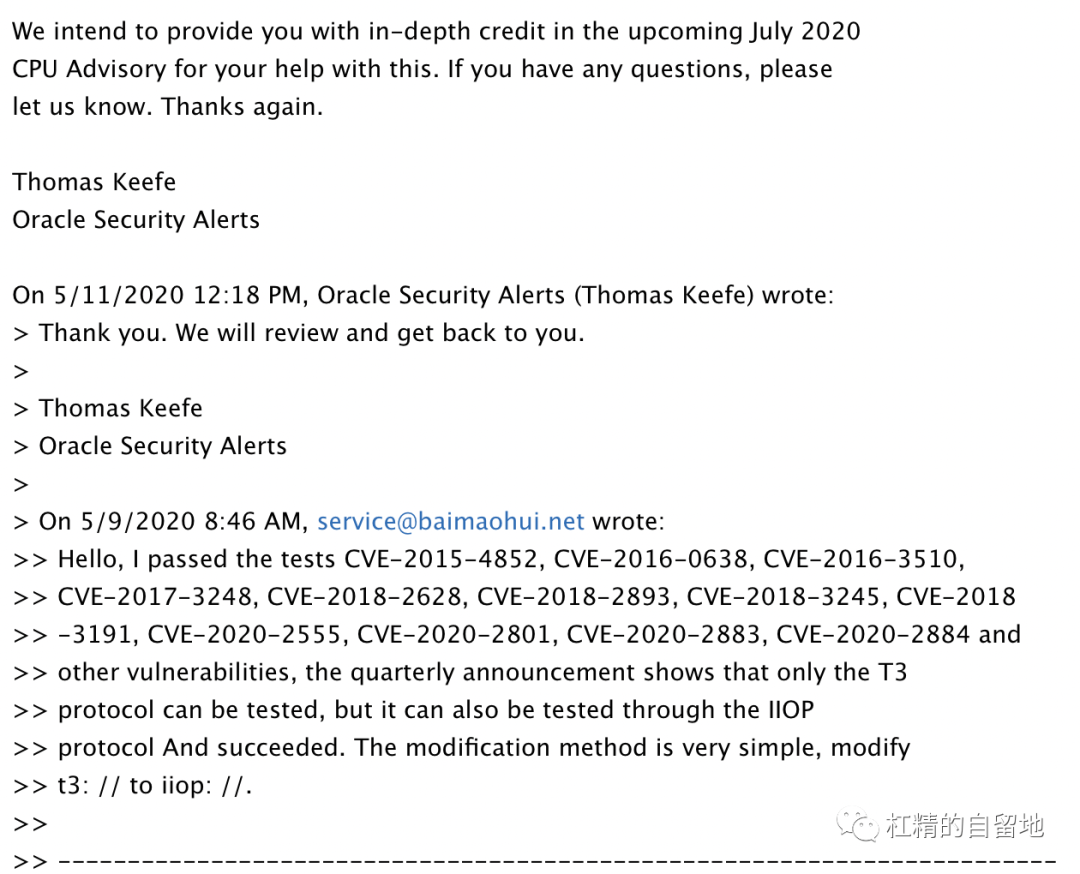 We intend to provide you with in-depth credit in the upcoming July 2020
CPU Advisory for your help with this. If you have any questions, please
let us know. Thanks again.
Thomas Keefe
Oracle Security Alerts
On 5/11/2020 12:18 PM, Oracle Security Alerts (Thomas Keefe) wrote:
> Thank you. We will review and get back to you.
>
> Thomas Keefe
> Oracle Security Alerts
>
> On 5/9/2020 8:46 AM, service@baimaohui.net wrote:
>> Hello, I passed the tests CVE-2015-4852, CVE-2016-0638, CVE-2016-3510,
>> CVE-2017-3248, CVE-2018-2628, CVE-2018-2893, CVE-2018-3245, CVE-2018
>> -3191, CVE-2020-2555, CVE-2020-2801, CVE-2020-2883, CVE-2020-2884 and
>> other vulnerabilities, the quarterly announcement shows that only the T3
>> protocol can be tested, but it can also be tested through the IIOP
>> protocol And succeeded. The modification method is very simple, modify
>> t3: // to iiop: //.
>>
杠精的自留地
>> ------------------------------------------------------------------------